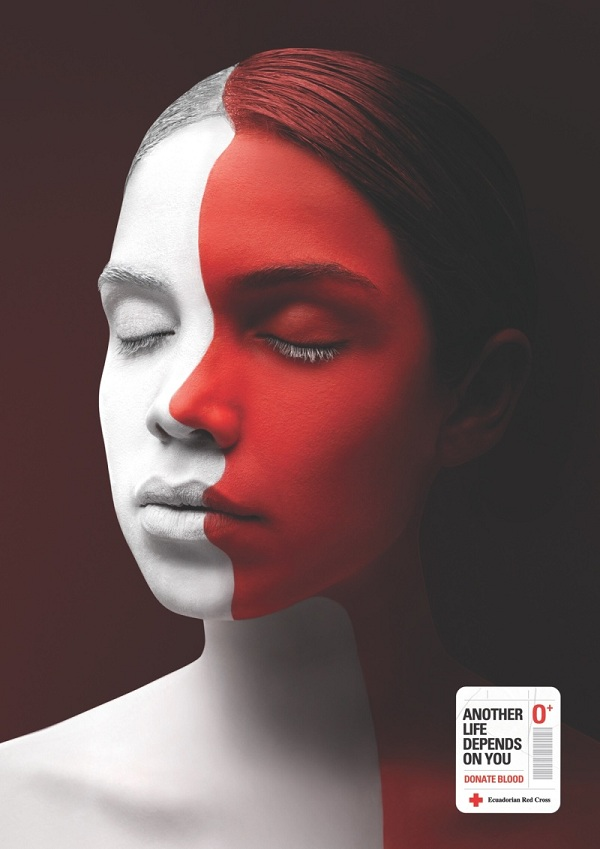 ANOTHER
LIFE
DEPENDS
ON YOU
0+
DONATE BLOOD
Ecuadorian Red Cross